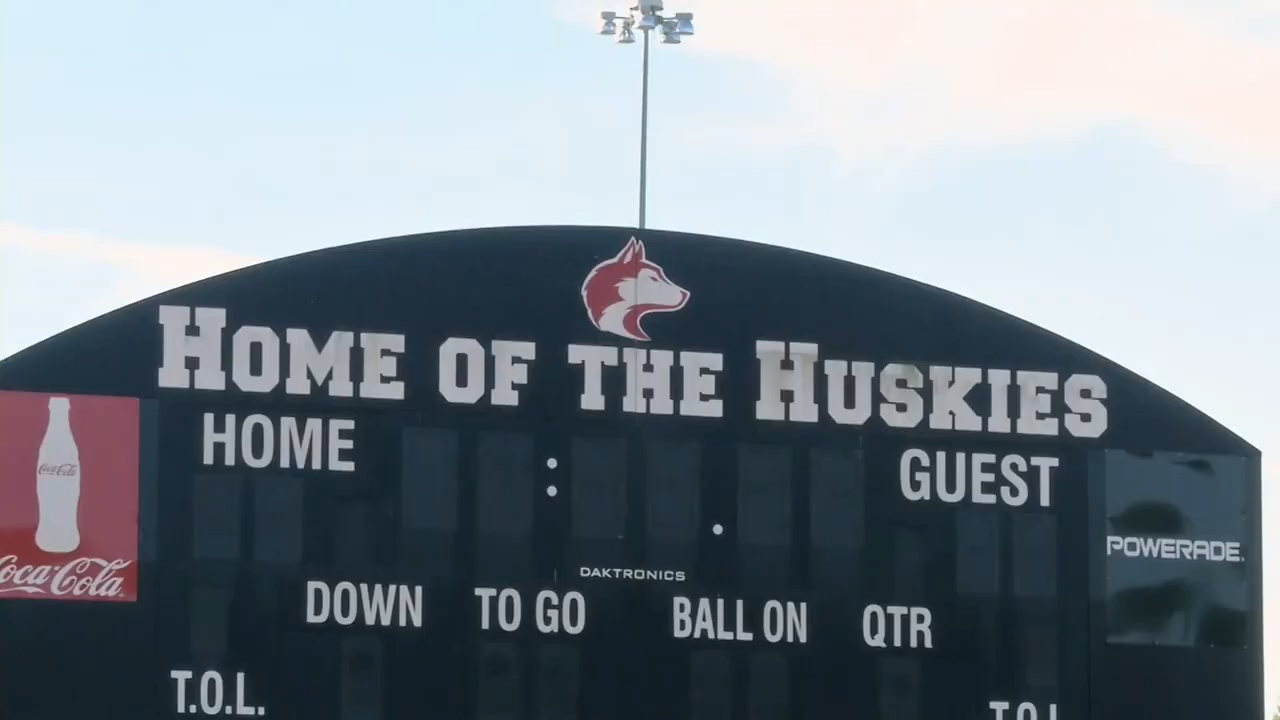 HOME OF THE HUSKIES
HOME
GUEST
Coca-Cola
POWERADE
DAKTRONICS
Coca-Cola
DOWN TO GO BALL ON QTR
T.O.L.
T.O.L